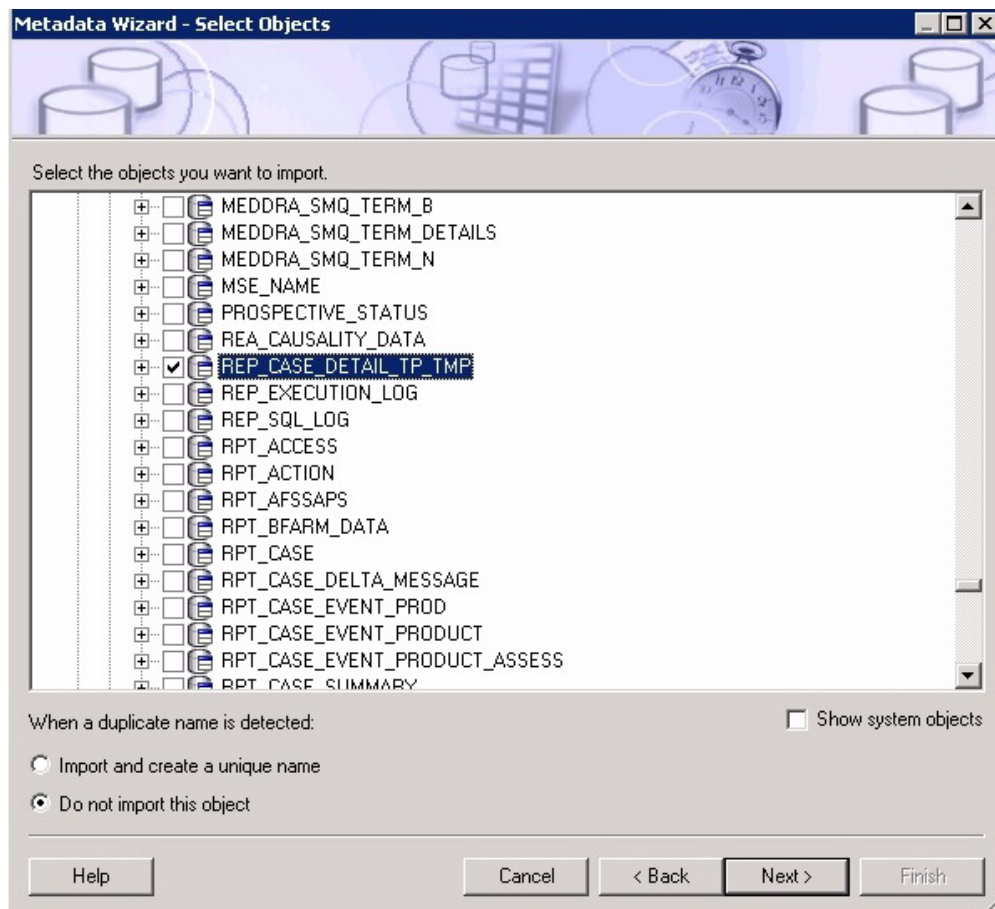 Metadata Wizard - Select Objects
Select the objects you want to import.
MEDDRA_SMQ_TERM_B
MEDDRA_SMQ_TERM_DETAILS
MEDDRA_SMQ_TERM_N
MSE_NAME
PROSPECTIVE_STATUS
REA_CAUSALITY_DATA
REP_CASE_DETAIL_TP_TMP
REP_EXECUTION_LOG
REP_SQL_LOG
RPT_ACCESS
RPT_ACTION
RPT_AFSSAPS
RPT_BFARM_DATA
RPT_CASE
RPT_CASE_DELTA_MESSAGE
RPT_CASE_EVENT_PROD
RPT_CASE_EVENT_PRODUCT
RPT_CASE_EVENT_PRODUCT_ASSESS
RPT_CASE_SUMMARY
When a duplicate name is detected:
Show system objects
Import and create a unique name
Do not import this object
Help
Cancel
< Back
Next >
Finish